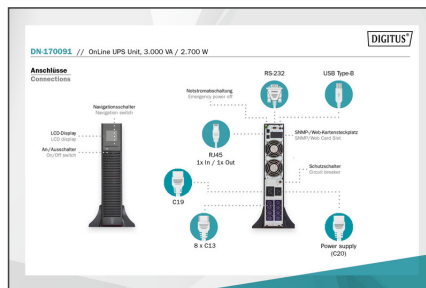 DIGITUS®
DN-170091 // OnLine UPS Unit, 3.000 VA / 2.700 W
Anschlüsse
Connections
RS-232
USB Type-B
Notstromabschaltung
Emergency power off
Navigationsschalter
Navigation switch
LCD-Display
LCD display
An-/Ausschalter
On/Off switch
RJ45
1x In / 1x Out
SNMP/Web-Kartensteckplatz
SNMP/Web Card Slot
Schutzschalter
Circuit breaker
C19
8 x C13
Power supply
(C20)